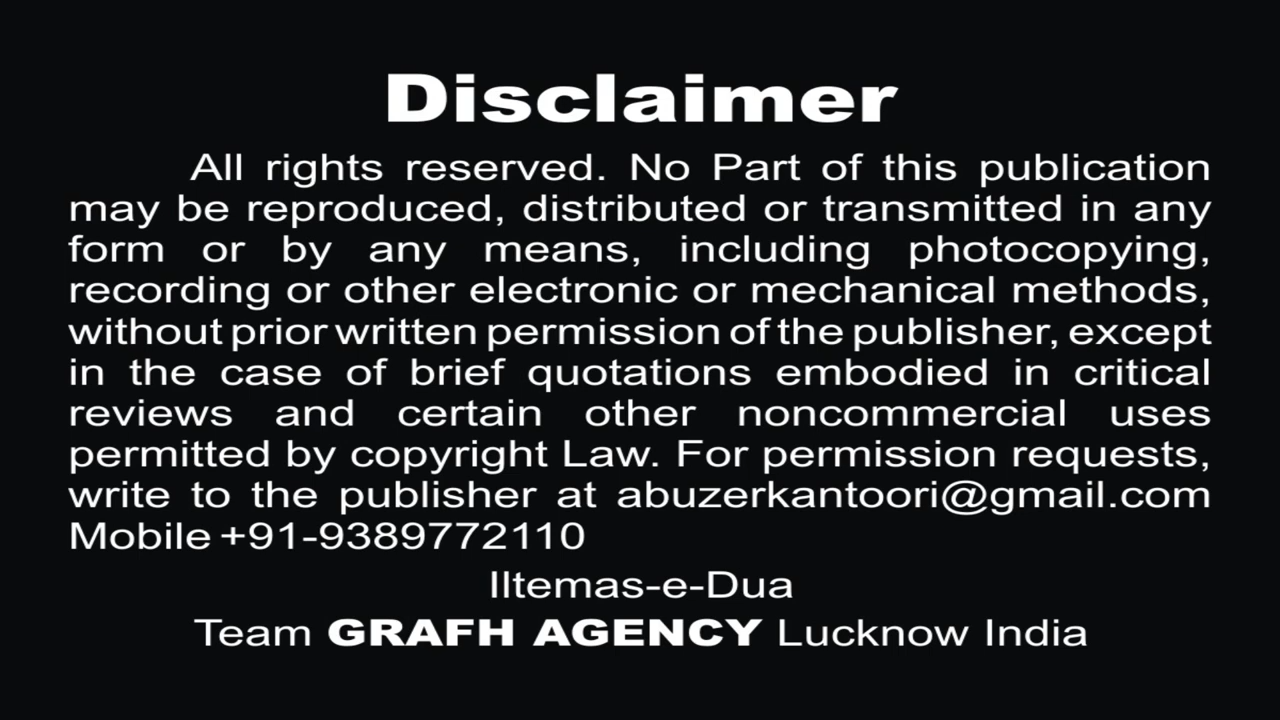 Disclaimer
All rights reserved. No Part of this publication
may be reproduced, distributed or transmitted in any
form or by any means, including photocopying,
recording or other electronic or mechanical methods,
without prior written permission of the publisher, except
in the case of brief quotations embodied in critical
reviews and certain other noncommercial uses
permitted by copyright Law. For permission requests,
write to the publisher at abuzerkantoori@gmail.com
Mobile +91-9389772110
IItemas-e-Dua
Team GRAFH AGENCY Lucknow India